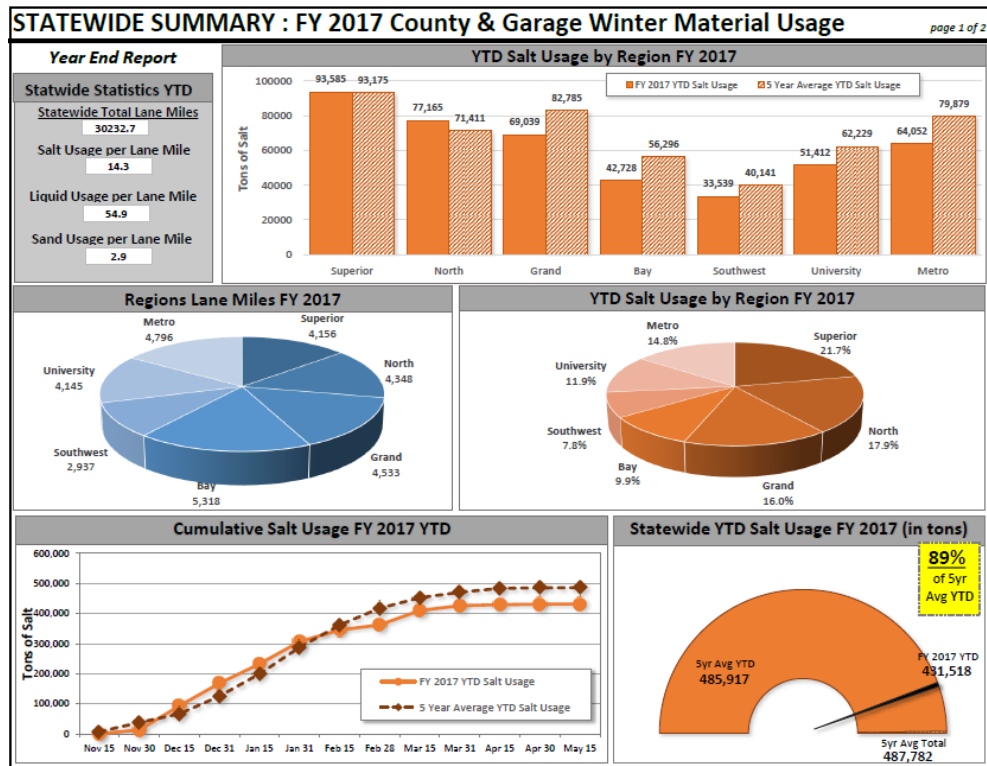 STATEWIDE SUMMARY : FY 2017 County & Garage Winter Material Usage
page 1 of 2
Year End Report
Statwide Statistics YTD
Statewide Total Lane Miles
30232.7
Salt Usage per Lane Mile
14.3
Liquid Usage per Lane Mile
54.9
Sand Usage per Lane Mile
2.9
YTD Salt Usage by Region FY 2017
FY 2017 YTD Salt Usage
5 Year Average YTD Salt Usage
Tons of Salt
100000
80000
60000
40000
20000
0
93,585
93,175
77,165
71,411
69,039
82,785
42,728
56,296
33,539
40,141
51,412
62,229
64,052
79,879
Superior
North
Grand
Bay
Southwest
University
Metro
Regions Lane Miles FY 2017
Superior
4,156
North
4,348
Grand
4,533
Bay
5,318
Southwest
2,937
University
4,145
Metro
4,796
YTD Salt Usage by Region FY 2017
Superior
21.7%
North
17.9%
Grand
16.0%
Bay
9.9%
Southwest
7.8%
University
11.9%
Metro
14.8%
Cumulative Salt Usage FY 2017 YTD
Tons of Salt
600,000
500,000
400,000
300,000
200,000
100,000
0
FY 2017 YTD Salt Usage
5 Year Average YTD Salt Usage
Nov 15 Nov 30 Dec 15 Dec 31 Jan 15 Jan 31 Feb 15 Feb 28 Mar 15 Mar 31 Apr 15 Apr 30 May 15
Statewide YTD Salt Usage FY 2017 (in tons)
89%
of 5yr
Avg YTD
5yr Avg YTD
485,917
FY 2017 YTD
431,518
5yr Avg Total
487,782